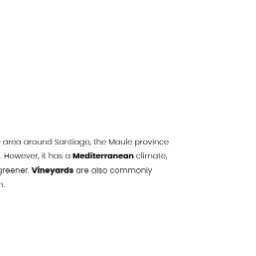 area around Santiago, the Maule province
. However, it has a Mediterranean climate,
greener. Vineyards are also commonly
n.